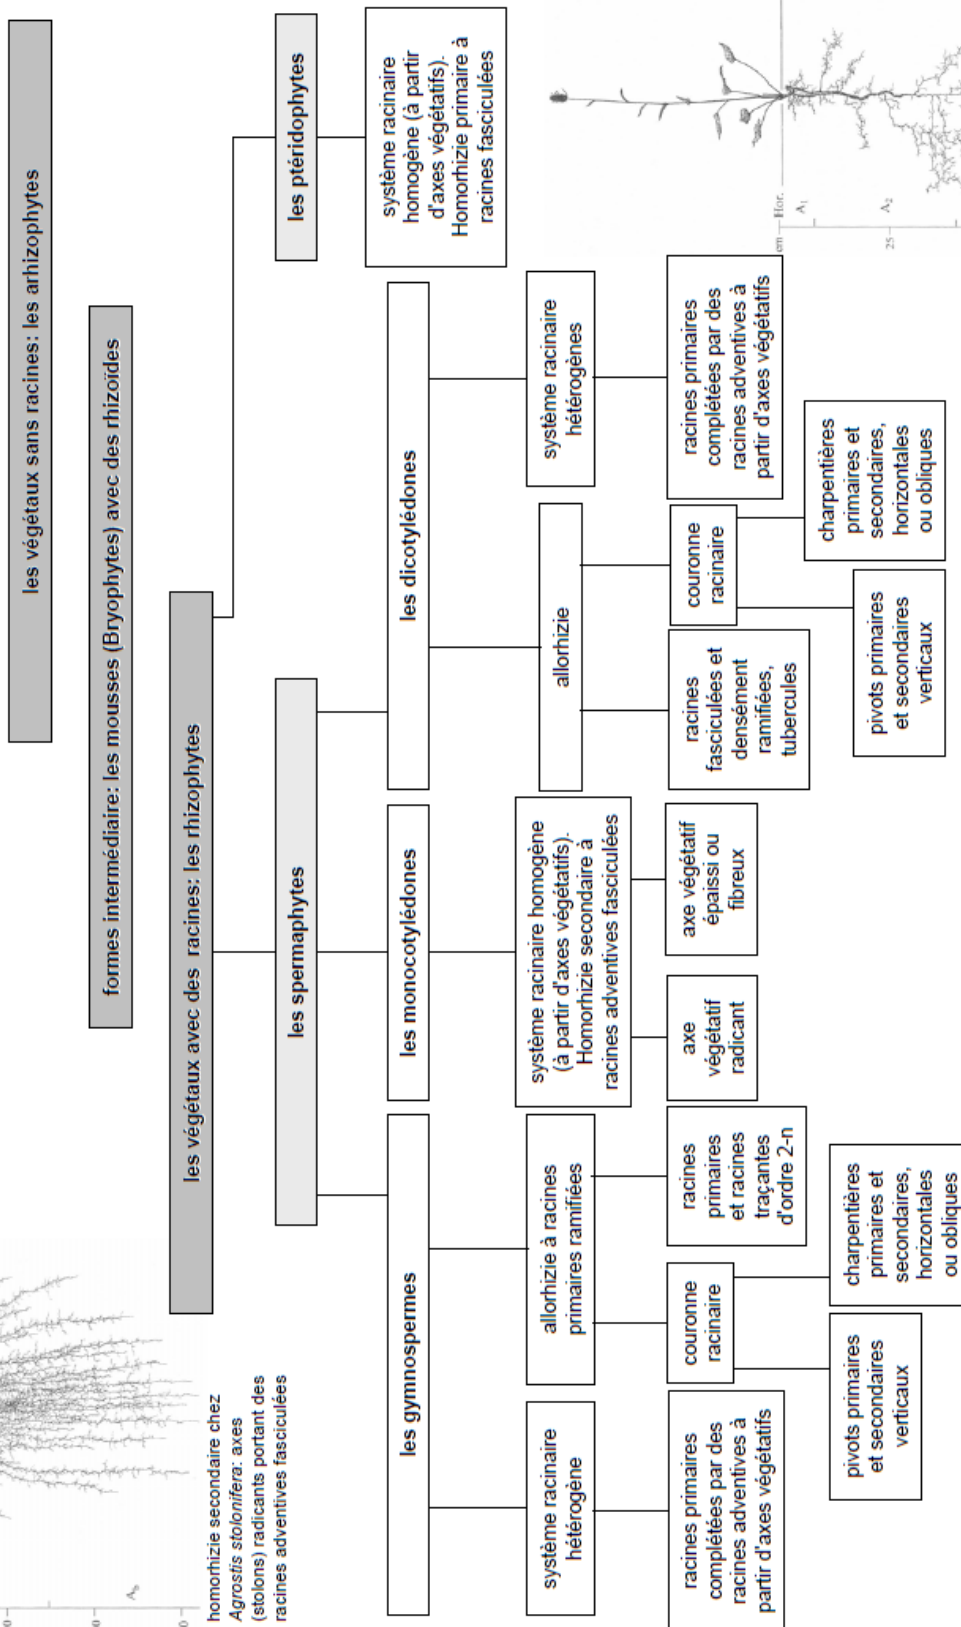 les végétaux sans racines: les arhizophytes
formes intermédiaire: les mousses (Bryophytes) avec des rhizoïdes
les végétaux avec des racines: les rhizophytes
les spermaphytes
les ptéridophytes
les gymnospermes
les monocotylédones
les dicotylédones
système racinaire
homogène (à partir
d'axes végétatifs).
Homorhizie primaire à
racines fasciculées
système racinaire
hétérogène
allorhizie à racines
primaires ramifiées
système racinaire homogène
(à partir d'axes végétatifs).
Homorhizie secondaire à
racines adventives fasciculées
allorhizie
système racinaire
hétérogènes
racines primaires
complétées par des
racines adventives à
partir d'axes végétatifs
couronne
racinaire
racines
primaires
et racines
traçantes
d'ordre 2-n
axe
végétatif
radicant
axe végétatif
épaissi ou
fibreux
racines
fasciculées et
densément
ramifiées,
tubercules
couronne
racinaire
racines primaires
complétées par des
racines adventives à
partir d'axes végétatifs
pivots primaires
et secondaires
verticaux
charpentières
primaires et
secondaires,
horizontales
ou obliques
pivots primaires
et secondaires
verticaux
charpentières
primaires et
secondaires,
horizontales
ou obliques
homorhizie secondaire chez
Agrostis stolonifera: axes
(stolons) radicants portant des
racines adventives fasciculées
cm
Hor.
A1
A2
25